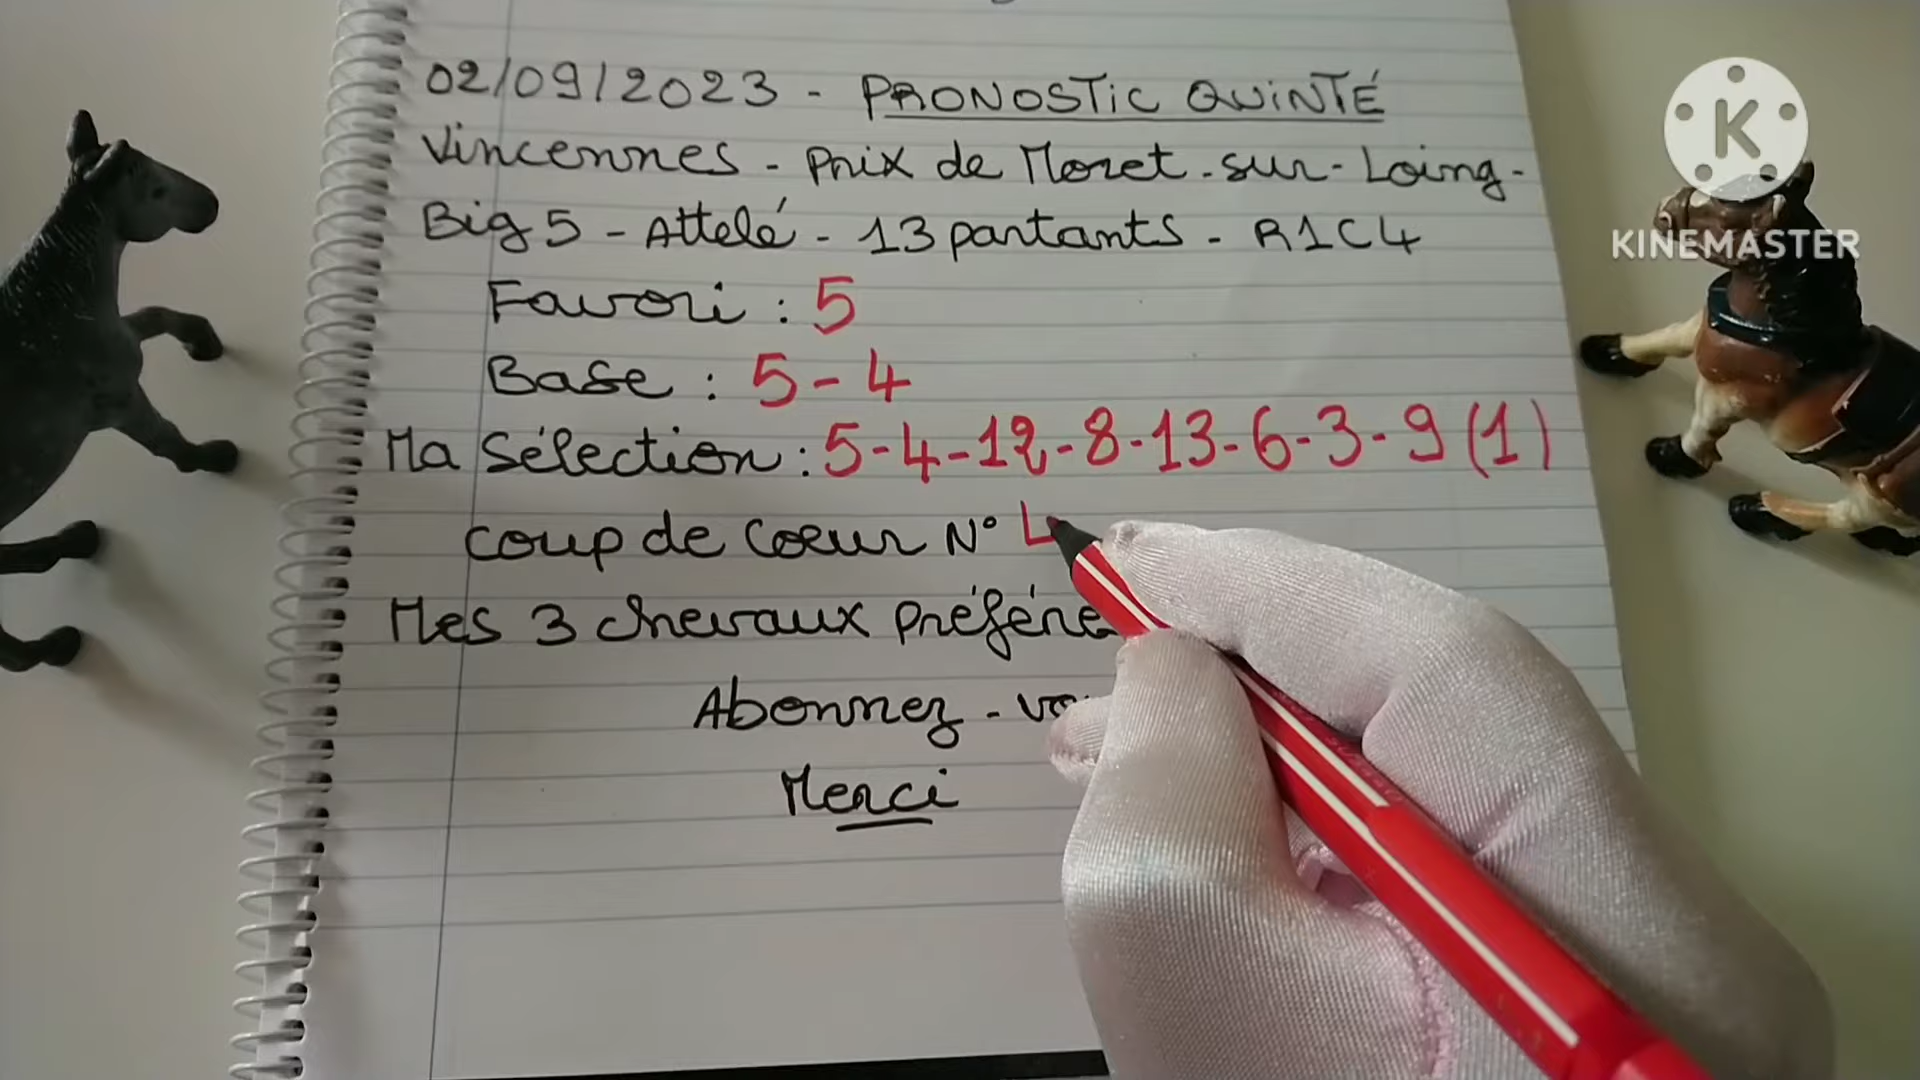 02/09/2023 - PRONOSTIC QUINTÉ
Vincennes - Prix de Moret-sur-Loing -
Big 5 - Attelé - 13 partants - R1C4
Favori : 5
Base : 5 - 4
Ma Sélection : 5-4-12-8-13-6-3-9 (1)
Coup de Coeur N°
Mes 3 chevaux
Abonnez -
Merci
K
KINEMASTER